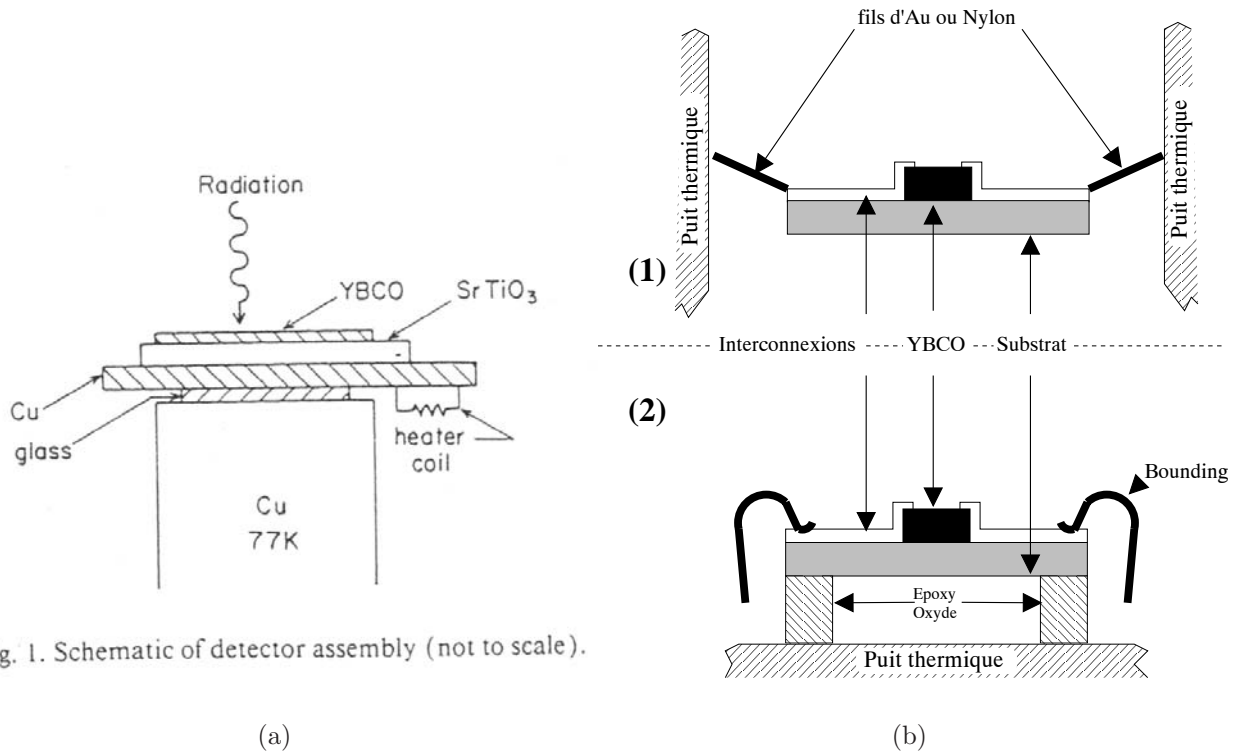 Radiation
YBCO
SrTiO3
Cu
glass
heater
coil
Cu
77K
g. 1. Schematic of detector assembly (not to scale).
(a)
fils d'Au ou Nylon
Puit thermique
Puit thermique
(1)
Interconnexions
YBCO
Substrat
(2)
Bounding
Epoxy
Oxyde
Puit thermique
(b)